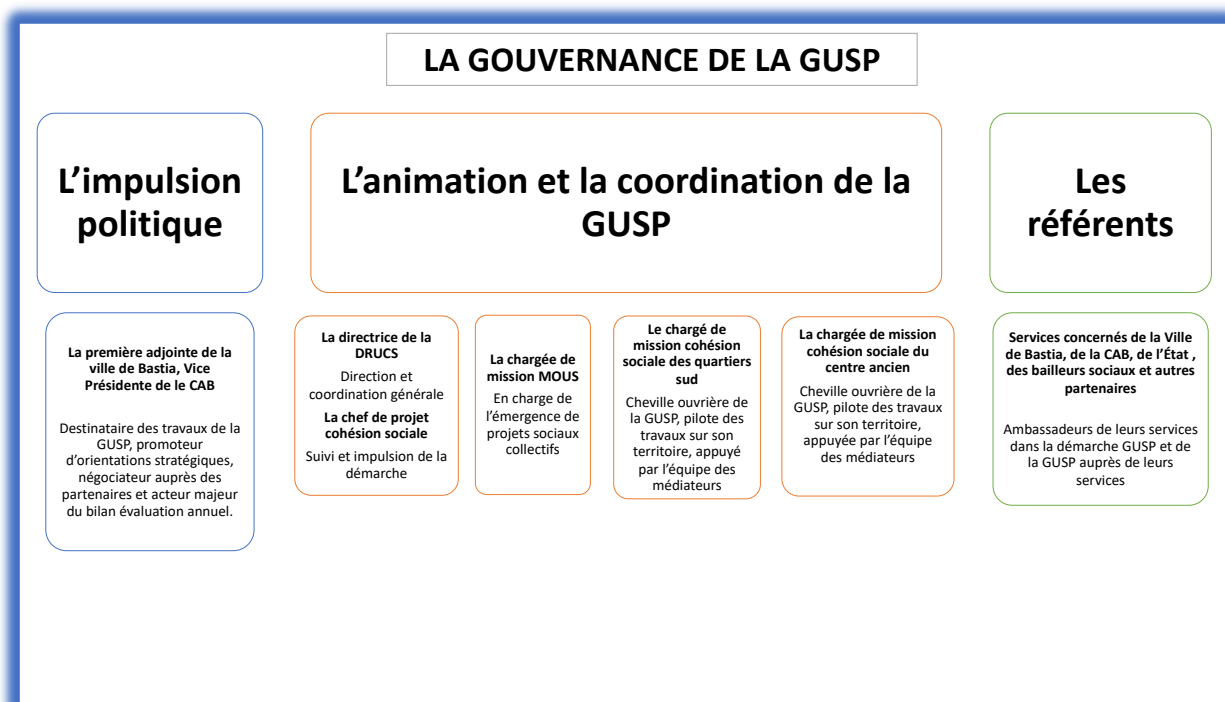 LA GOUVERNANCE DE LA GUSP
L'impulsion
politique
L'animation et la coordination de la
GUSP
Les
référents
La première adjointe de la
ville de Bastia, Vice
Présidente de le CAB
Destinataire des travaux de la
GUSP, promoteur
d'orientations stratégiques,
négociateur auprès des
partenaires et acteur majeur
du bilan évaluation annuel.
La directrice de la
DRUCS
Direction et
coordination générale
La chef de projet
cohésion sociale
Suivi et impulsion de la
démarche
La chargée de
mission MOUS
En charge de
l'émergence de
projets sociaux
collectifs
Le chargé de
mission cohésion
sociale des quartiers
sud
Cheville ouvrière de
la GUSP, pilote des
travaux sur son
territoire, appuyé
par l'équipe des
médiateurs
La chargée de mission
cohésion sociale du
centre ancien
Cheville ouvrière de la
GUSP, pilote des travaux
sur son territoire,
appuyée par l'équipe
des médiateurs
Services concernés de la Ville
de Bastia, de la CAB, de l'État ,
des bailleurs sociaux et autres
partenaires
Ambassadeurs de leurs services
dans la démarche GUSP et de
la GUSP auprès de leurs
services